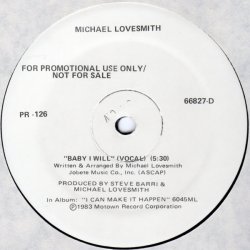 MICHAEL LOVESMITH
FOR PROMOTIONAL USE ONLY/
NOT FOR SALE
PR -126
66827-D
"BABY I WILL" (VOCAL) (5:30)
Written & Arranged By Michael Lovesmith
Jobete Music Co., Inc. (ASCAP)
PRODUCED BY STEVE BARRI &
MICHAEL LOVESMITH
In Album: "I CAN MAKE IT HAPPEN" 6045ML
℗1983 Motown Record Corporation